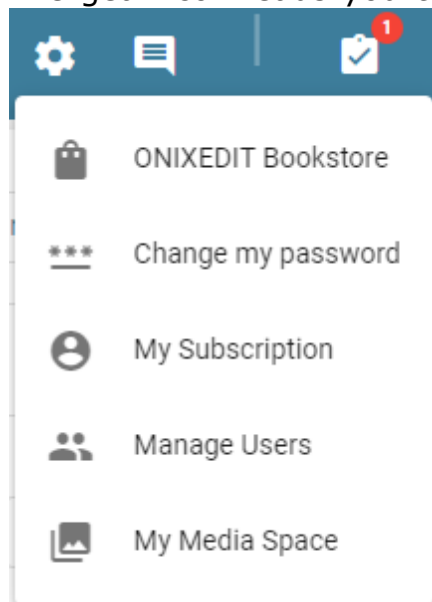 1
ONIXEDIT Bookstore
Change my password
My Subscription
Manage Users
My Media Space